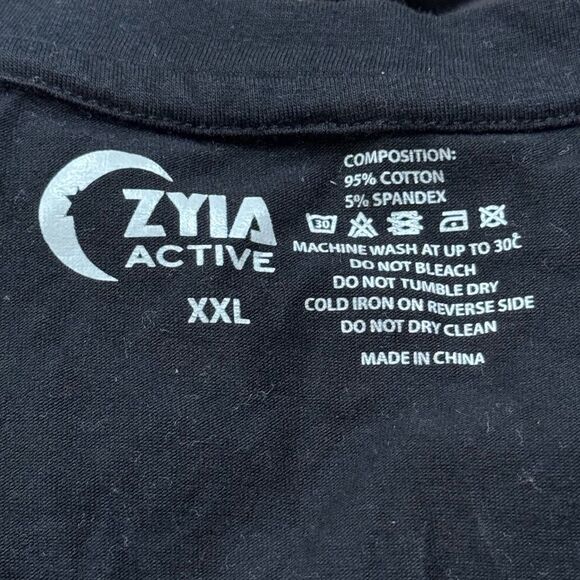 ZYIA
ACTIVE
XXL
COMPOSITION:
95% COTTON
5% SPANDEX
30
MACHINE WASH AT UP TO 30℃
DO NOT BLEACH
DO NOT TUMBLE DRY
COLD IRON ON REVERSE SIDE
DO NOT DRY CLEAN
MADE IN CHINA